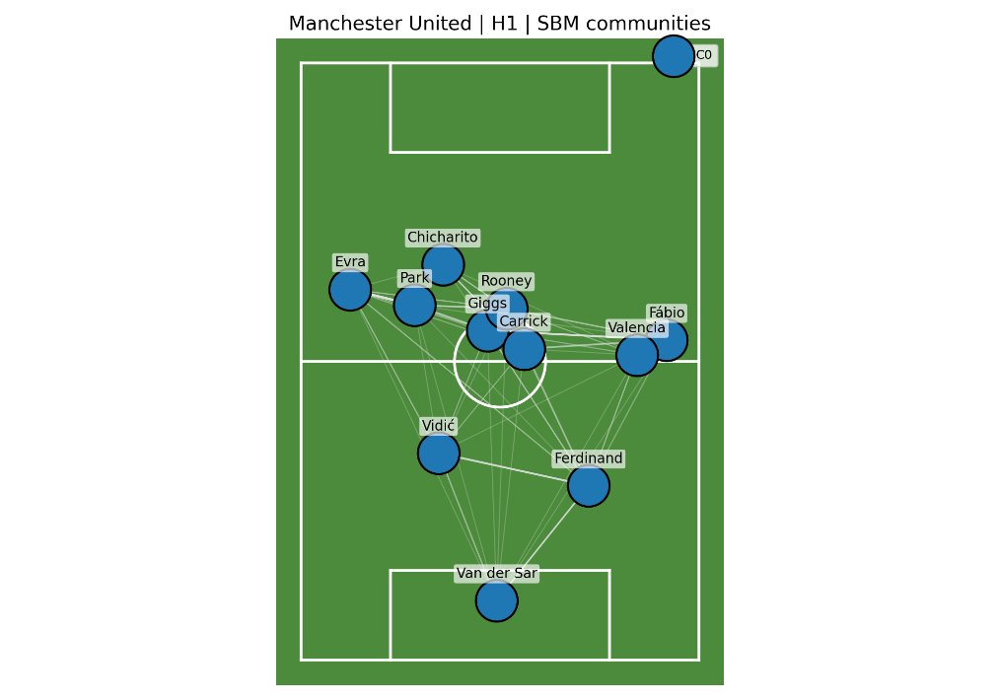 Manchester United | H1 | SBM communities
C0
Chicharito
Evra
Park
Rooney
Giggs
Fábio
Carrick
Valencia
Vidić
Ferdinand
Van der Sar